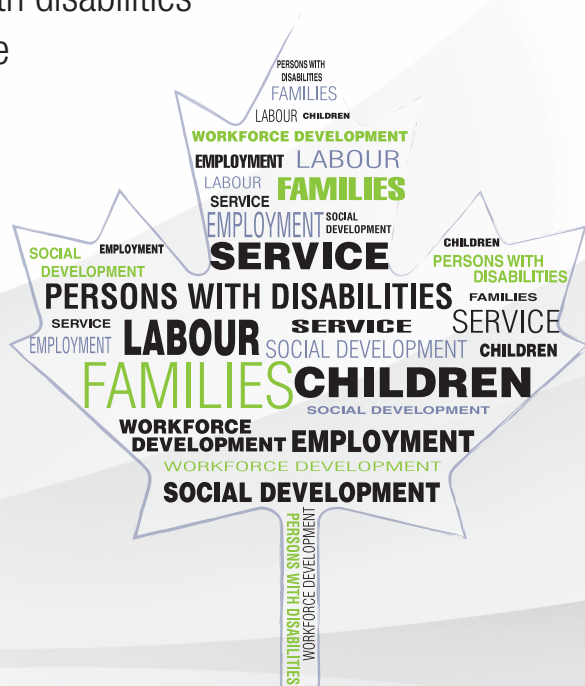 th disabilities
e
PERSONS WITH
DISABILITIES
FAMILIES
LABOUR CHILDREN
WORKFORCE DEVELOPMENT
EMPLOYMENT LABOUR
LABOUR FAMILIES
SERVICE
EMPLOYMENT SOCIAL
DEVELOPMENT
SERVICE
SOCIAL
DEVELOPMENT
EMPLOYMENT
CHILDREN
PERSONS WITH
DISABILITIES
PERSONS WITH DISABILITIES FAMILIES
SERVICE LABOUR SERVICE SERVICE
EMPLOYMENT SOCIAL DEVELOPMENT CHILDREN
FAMILIES CHILDREN
SOCIAL DEVELOPMENT
WORKFORCE
DEVELOPMENT EMPLOYMENT
WORKFORCE DEVELOPMENT
SOCIAL DEVELOPMENT
PERSONS WITH DISABILITIES
WORKFORCE DEVELOPMENT